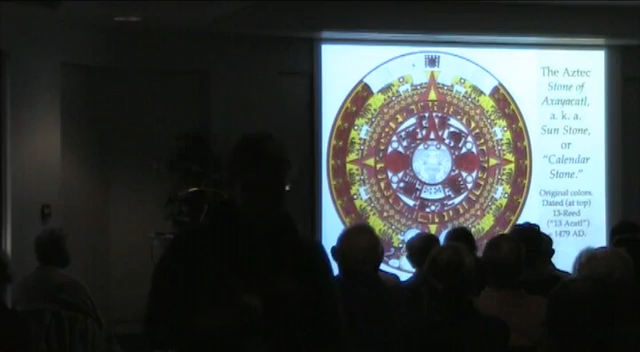 The Aztec
Stone of
Axayacatl,
a. k. a.
Sun Stone,
or
"Calendar
Stone."
Original colors.
Dated (at top)
13-Reed
("13 Acatl")
= 1479 AD.